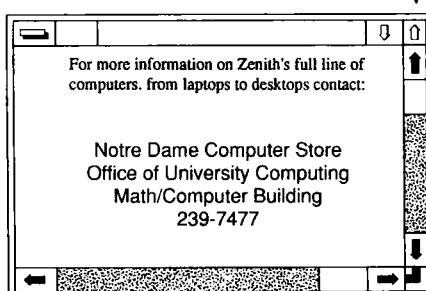 For more information on Zenith's full line of
computers. from laptops to desktops contact:
Notre Dame Computer Store
Office of University Computing
Math/Computer Building
239-7477